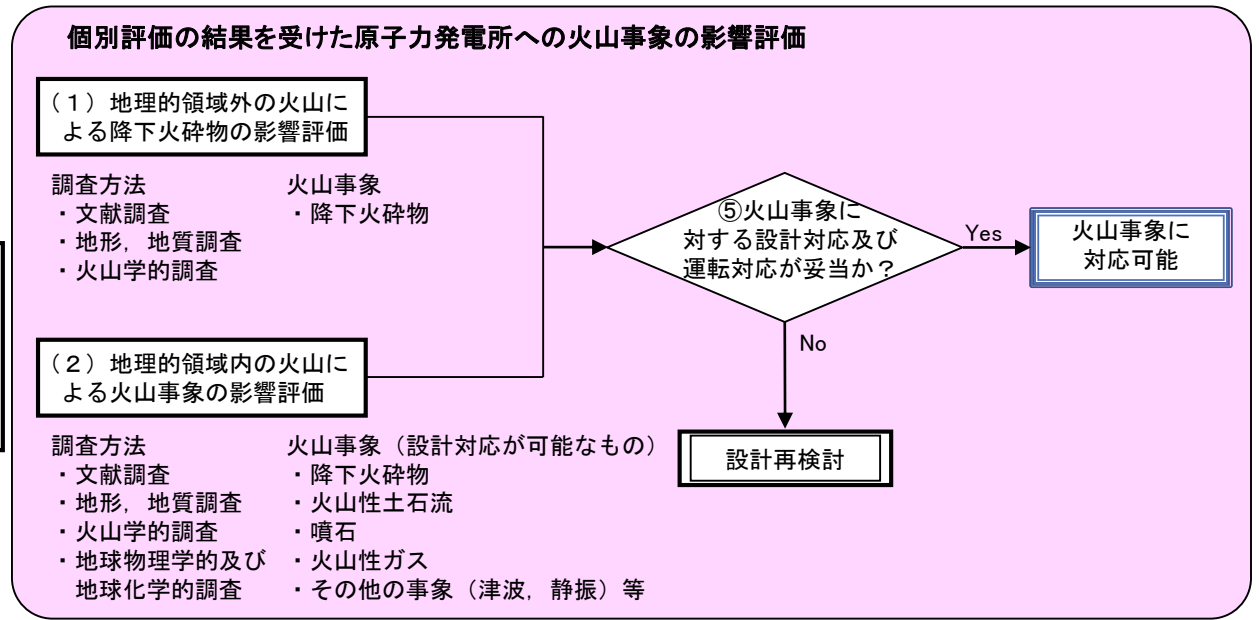 個別評価の結果を受けた原子力発電所への火山事象の影響評価
(1)地理的領域外の火山に
よる降下火砕物の影響評価
調査方法
・文献調査
・地形,地質調査
・火山学的調査
火山事象
・降下火砕物
⑤火山事象に
対する設計対応及び
運転対応が妥当か?
Yes
火山事象に
対応可能
No
設計再検討
(2)地理的領域内の火山に
よる火山事象の影響評価
調査方法
・文献調査
・地形,地質調査
・火山学的調査
・地球物理学的及び
地球化学的調査
火山事象(設計対応が可能なもの)
・降下火砕物
・火山性土石流
・噴石
・火山性ガス
・その他の事象(津波,静振)等